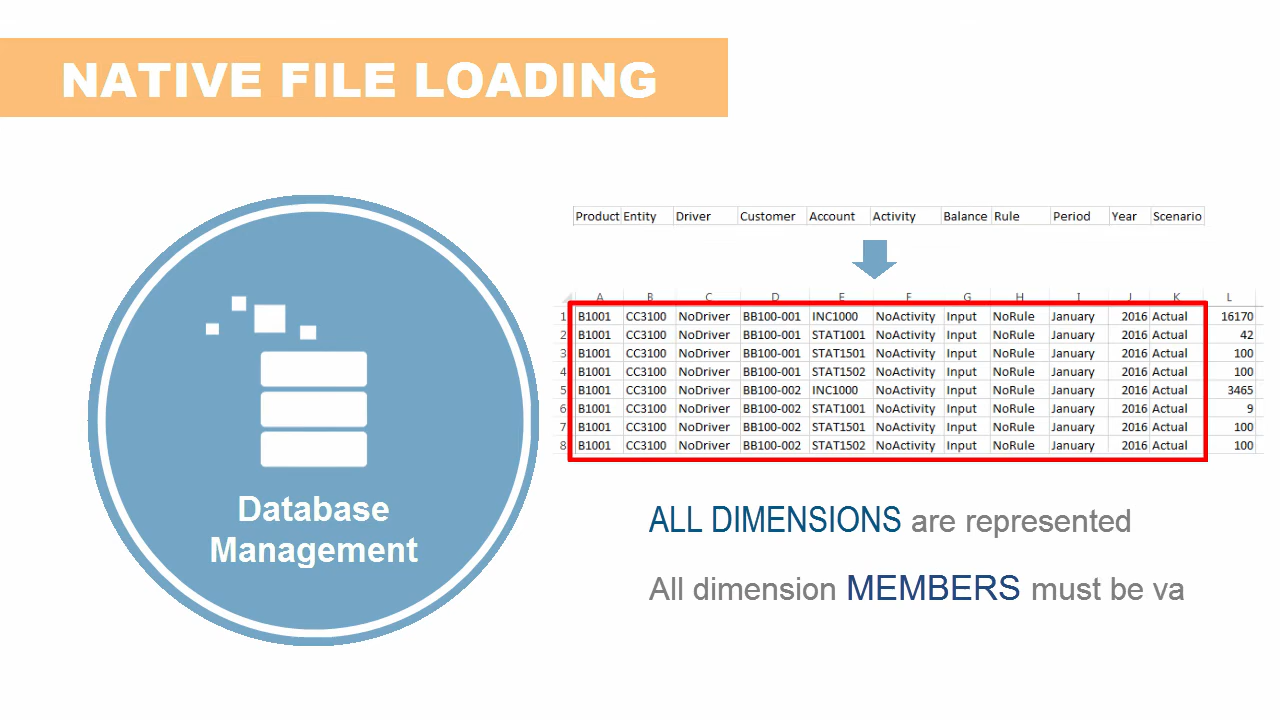 NATIVE FILE LOADING
Product Entity Driver Customer Account Activity Balance Rule Period Year Scenario
A B C D E F G H I J K L
1 B1001 CC3100 NoDriver BB100-001 INC1000 NoActivity Input NoRule January 2016 Actual 16170
2 B1001 CC3100 NoDriver BB100-001 STAT1001 NoActivity Input NoRule January 2016 Actual 42
3 B1001 CC3100 NoDriver BB100-001 STAT1501 NoActivity Input NoRule January 2016 Actual 100
4 B1001 CC3100 NoDriver BB100-001 STAT1502 NoActivity Input NoRule January 2016 Actual 100
5 B1001 CC3100 NoDriver BB100-002 INC1000 NoActivity Input NoRule January 2016 Actual 3465
6 B1001 CC3100 NoDriver BB100-002 STAT1001 NoActivity Input NoRule January 2016 Actual 9
7 B1001 CC3100 NoDriver BB100-002 STAT1501 NoActivity Input NoRule January 2016 Actual 100
8 B1001 CC3100 NoDriver BB100-002 STAT1502 NoActivity Input NoRule January 2016 Actual 100
Database
Management
ALL DIMENSIONS are represented
All dimension MEMBERS must be va